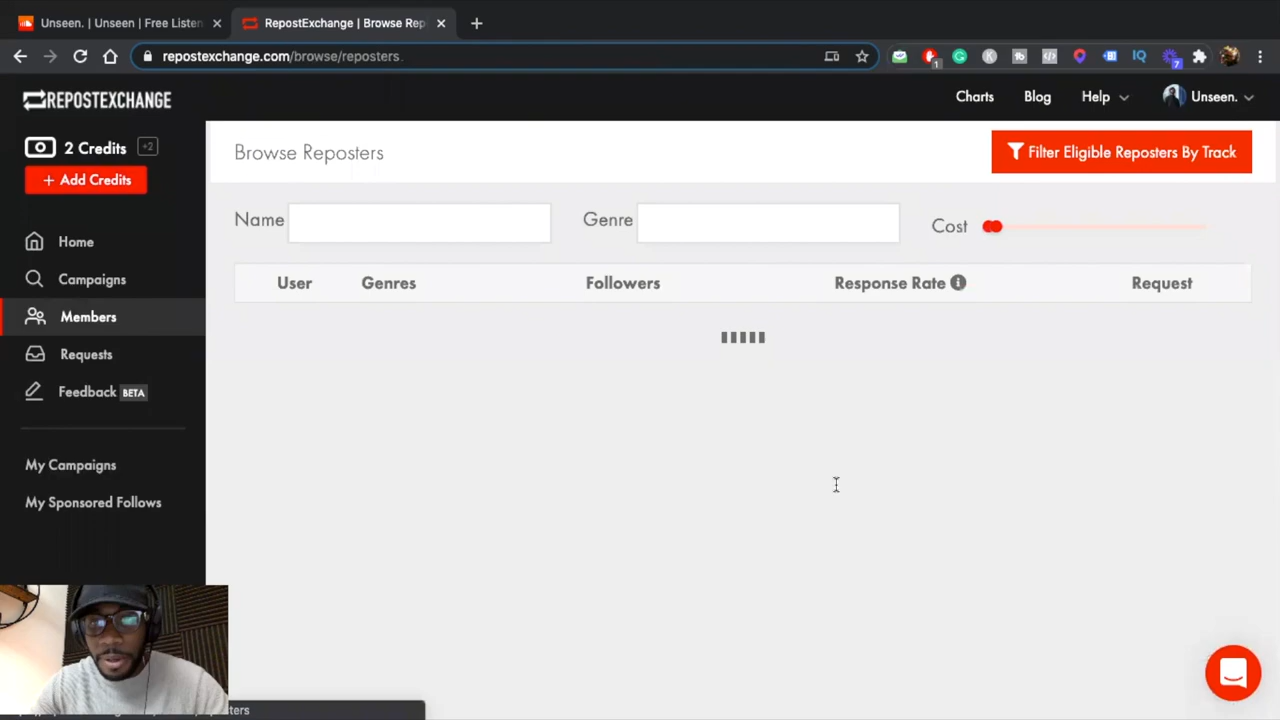 Unseen. | Unseen | Free Listen
RepostExchange | Browse Rep
repostexchange.com/browse/reposters
REPOSTEXCHANGE
Charts
Blog
Help
Unseen.
2 Credits +2
+ Add Credits
Home
Campaigns
Members
Requests
Feedback BETA
My Campaigns
My Sponsored Follows
Browse Reposters
Filter Eligible Reposters By Track
Name
Genre
Cost
User Genres Followers Response Rate Request